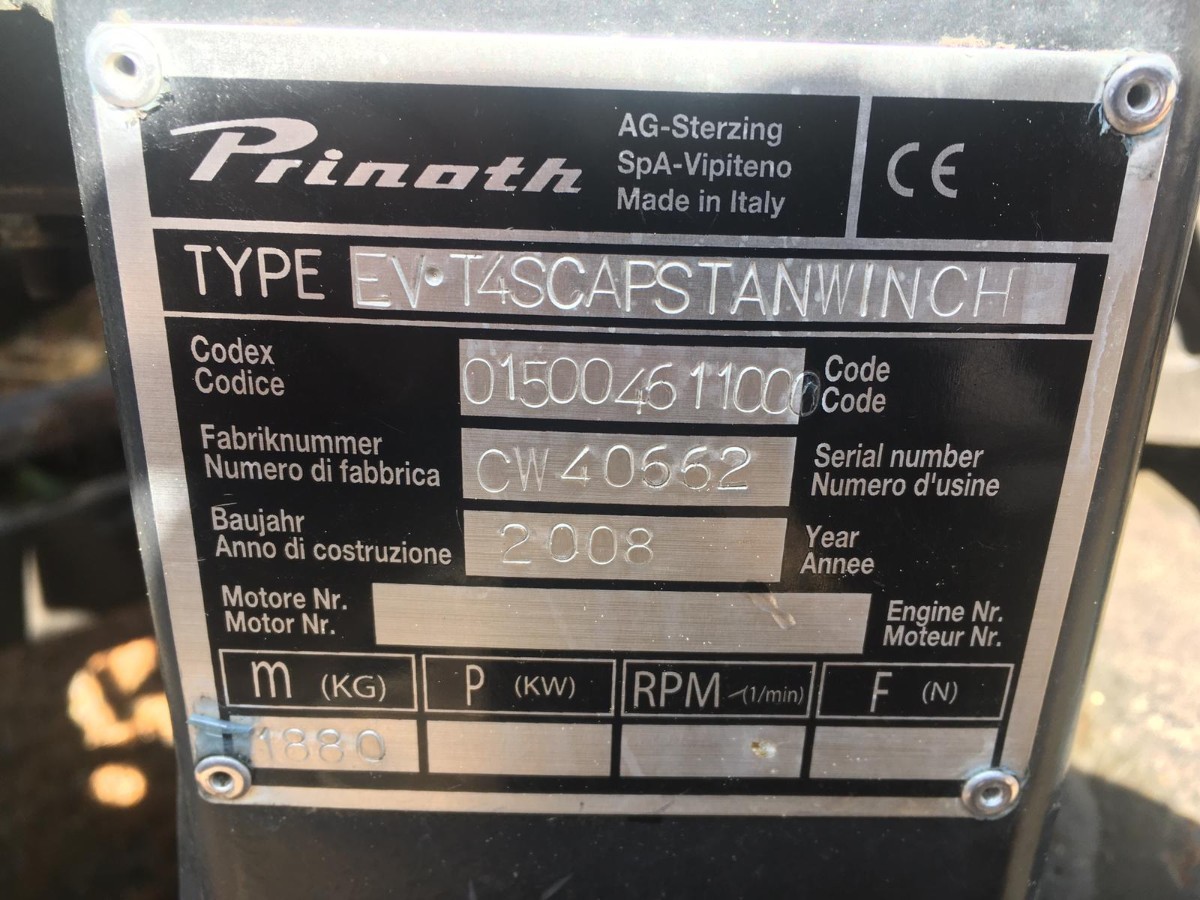 Prinoth
AG-Sterzing
SpA-Vipiteno
Made in Italy
CE
TYPE EV·T4SCAPSTANWINCH
Codex
Codice
015004611000
Code
Code
Fabriknummer
Numero di fabbrica
CW40662
Serial number
Numero d'usine
Baujahr
Anno di costruzione
2008
Year
Annee
Motore Nr.
Motor Nr.
Engine Nr.
Moteur Nr.
m (KG) P (KW) RPM (1/min) F (N)
1880